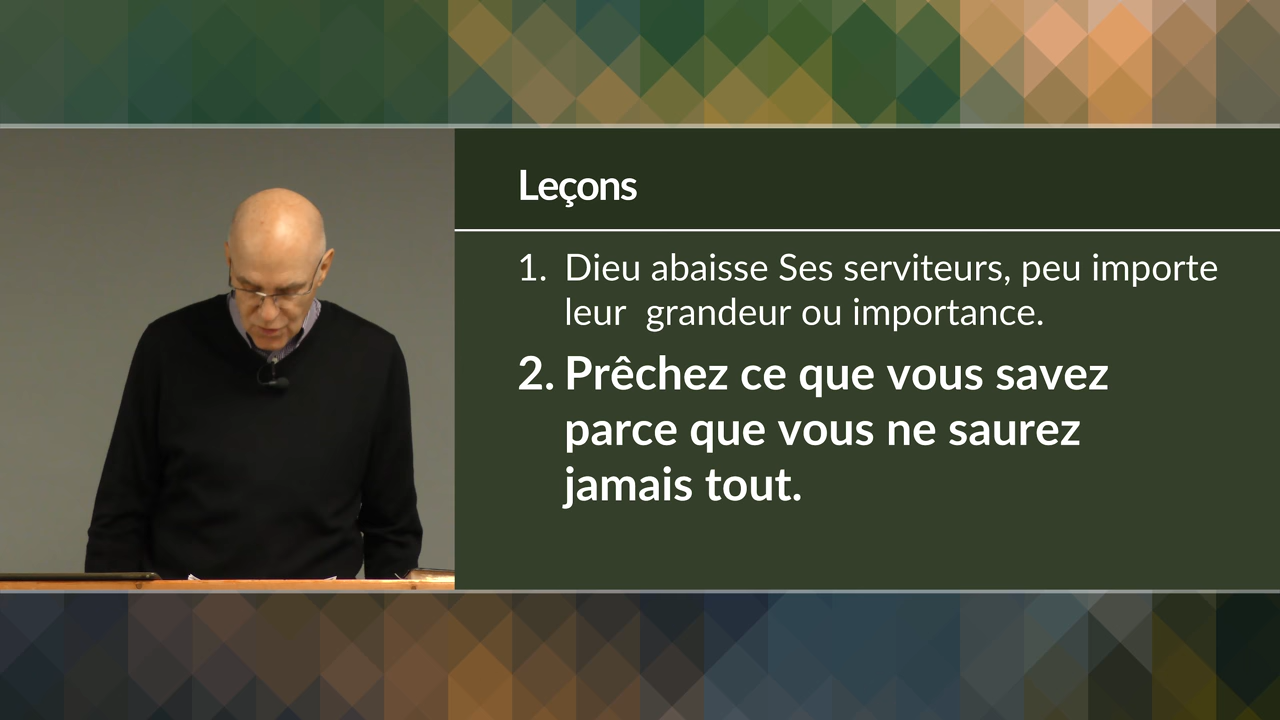 Leçons
1. Dieu abaisse Ses serviteurs, peu importe
leur  grandeur ou importance.
2. Prêchez ce que vous savez
parce que vous ne saurez
jamais tout.